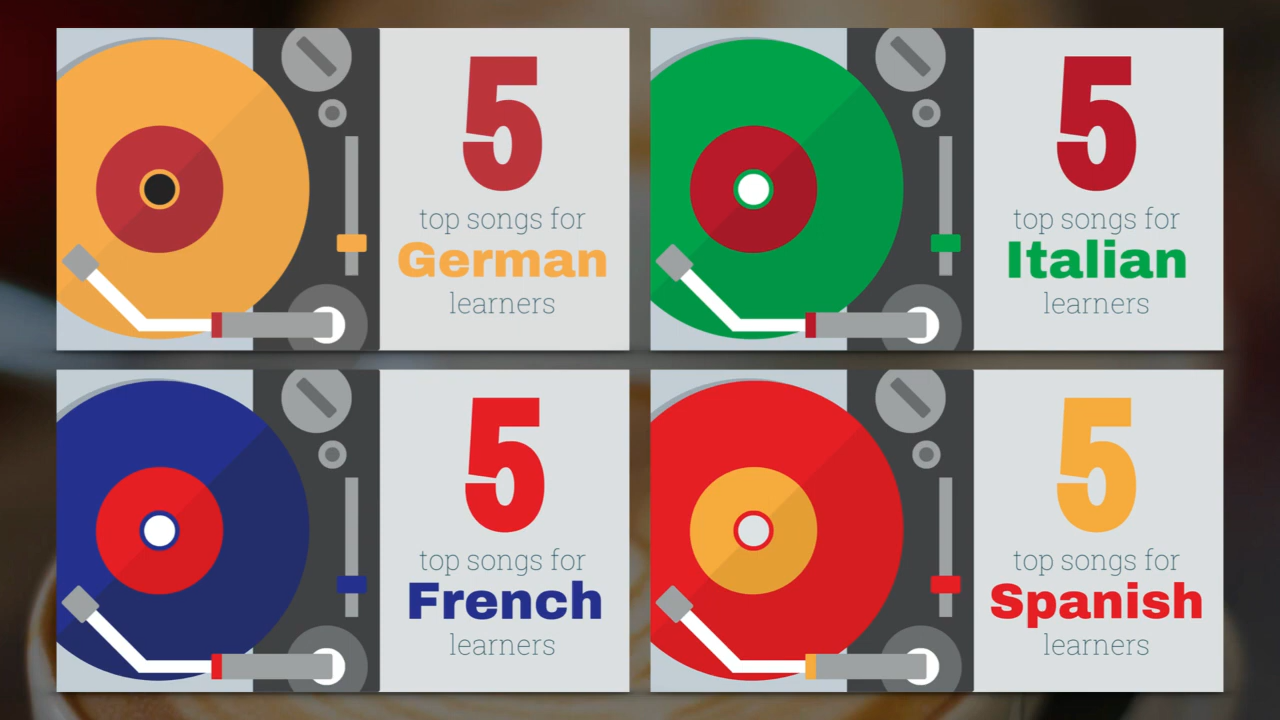 5
top songs for
German
learners
5
top songs for
Italian
learners
5
top songs for
French
learners
5
top songs for
Spanish
learners